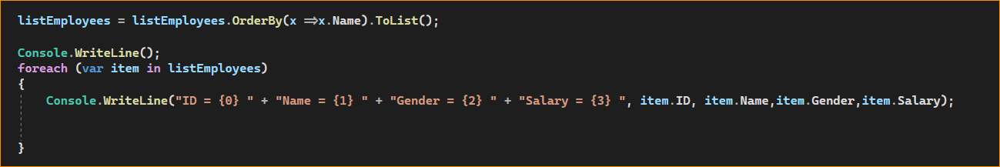 listEmployees = listEmployees.OrderBy(x =>x.Name).ToList();
Console.WriteLine();
foreach (var item in listEmployees)
{
Console.WriteLine("ID = {0} " + "Name = {1} " + "Gender = {2} " + "Salary = {3} ", item.ID, item.Name,item.Gender,item.Salary);
}